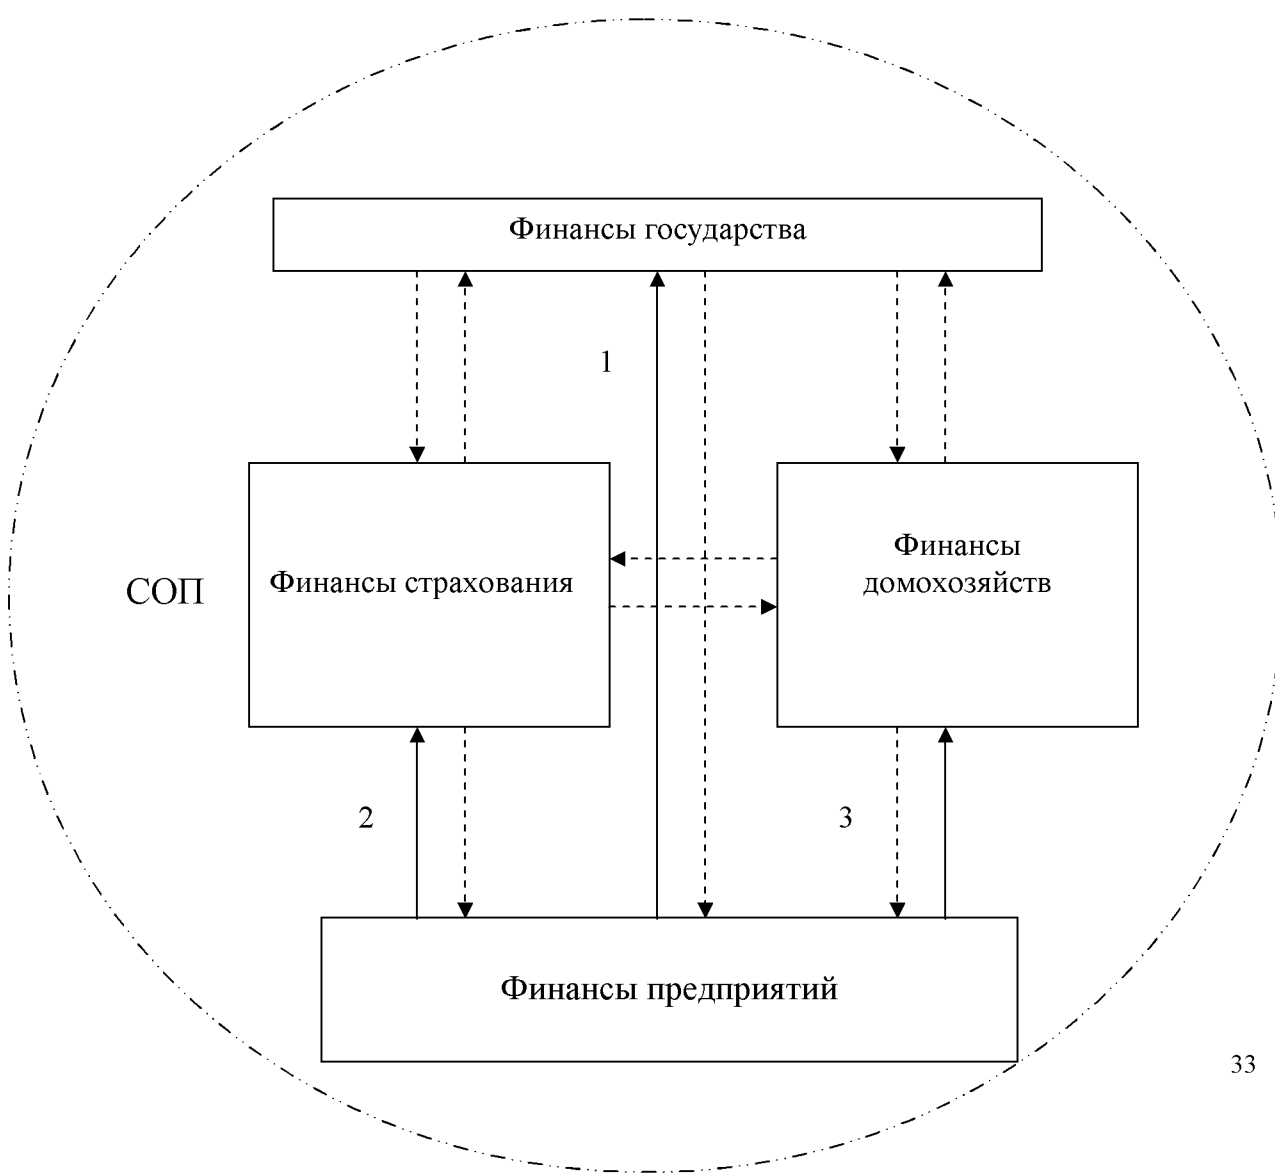 Финансы государства
1
Финансы
домохозяйств
СОП
Финансы страхования
2
3
Финансы предприятий
33